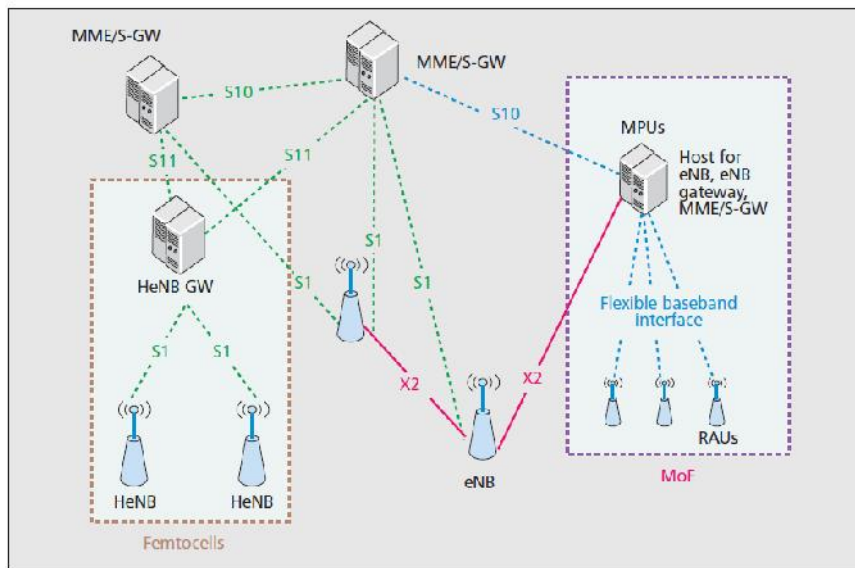 MME/S-GW
MME/S-GW
S10
S10
MPUs
Host for
eNB, eNB
gateway,
MME/S-GW
S11
S11
HeNB GW
S1
S1
S1
Flexible baseband
interface
S1
S1
X2
X2
RAUs
HeNB
HeNB
eNB
MoF
Femtocells